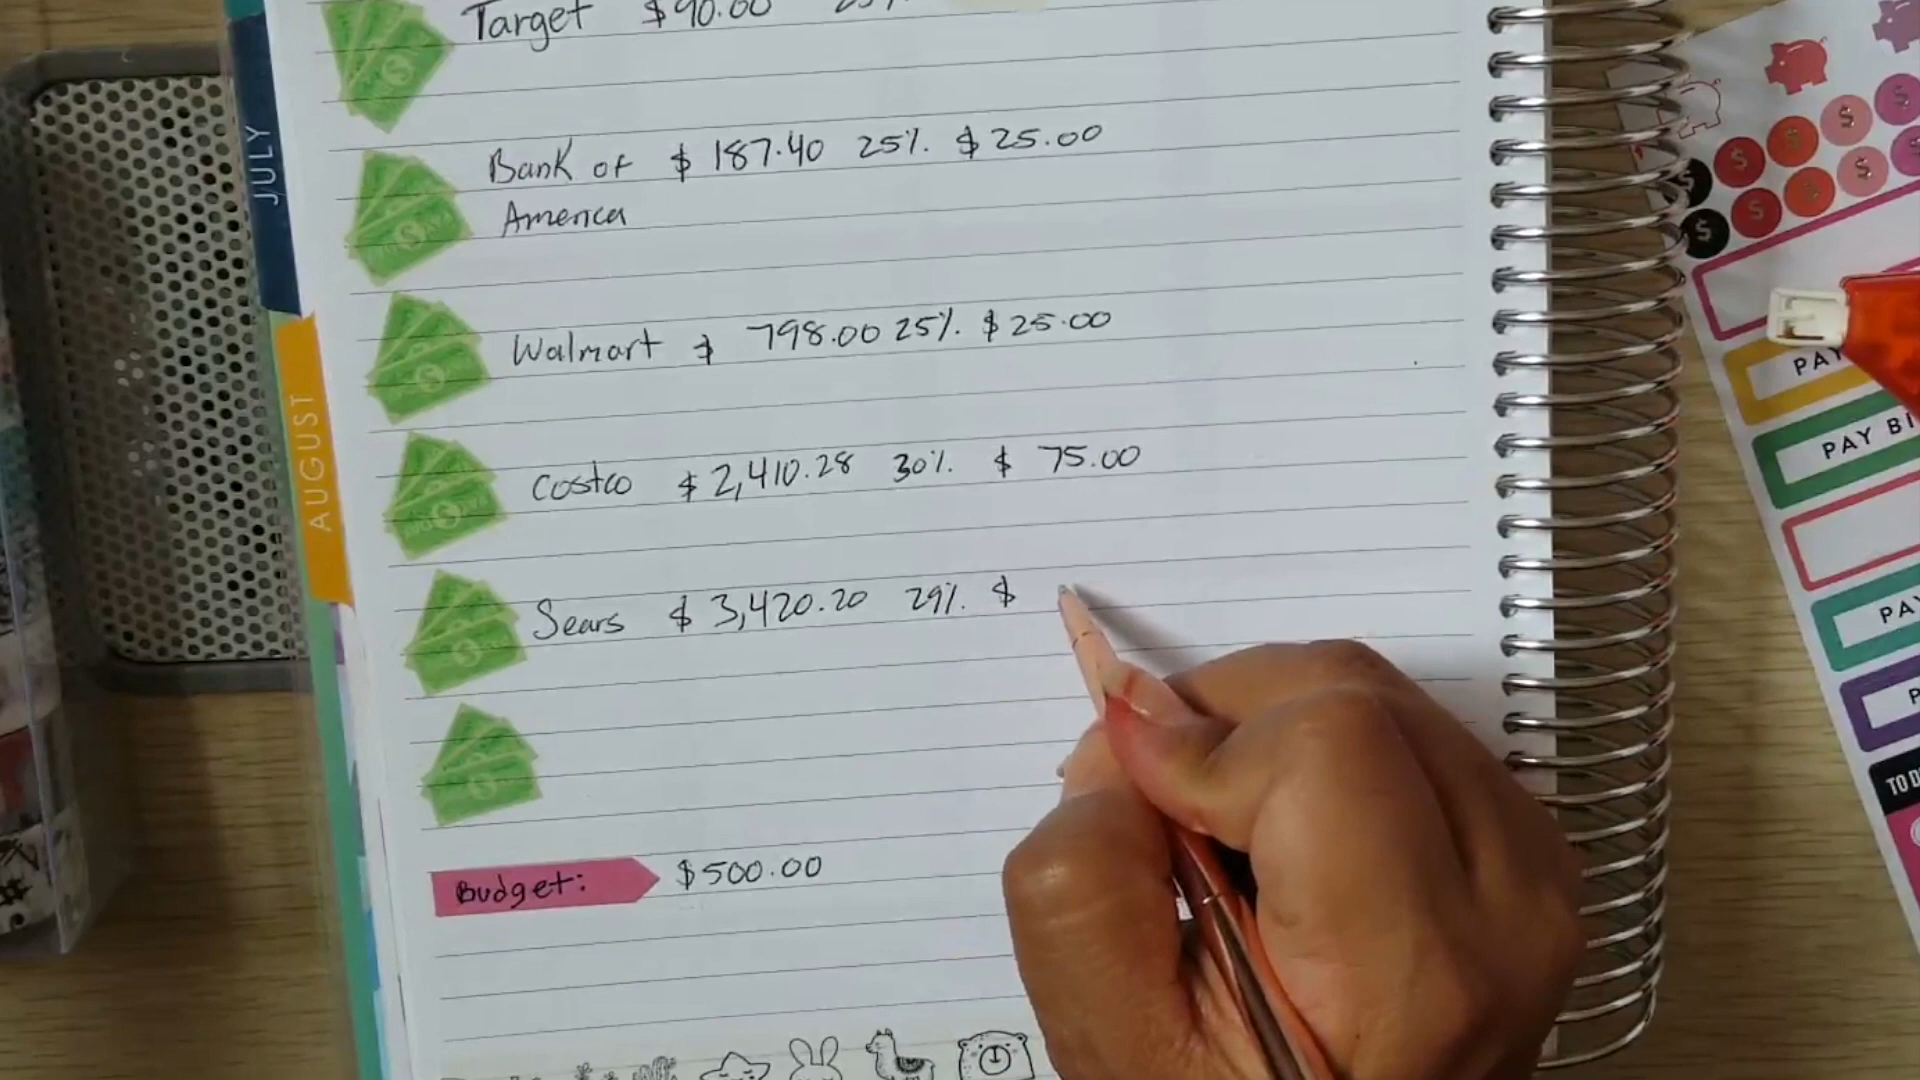 Target $90.00
JULY
Bank of $ 187.40 25% $25.00
America
Walmart $ 798.00 25% $25.00
AUGUST
Costco $2,410.28 30% $ 75.00
Sears $ 3,420.20 29% $
Budget: $500.00
PAY
PAY BI
PAY
P
TO D